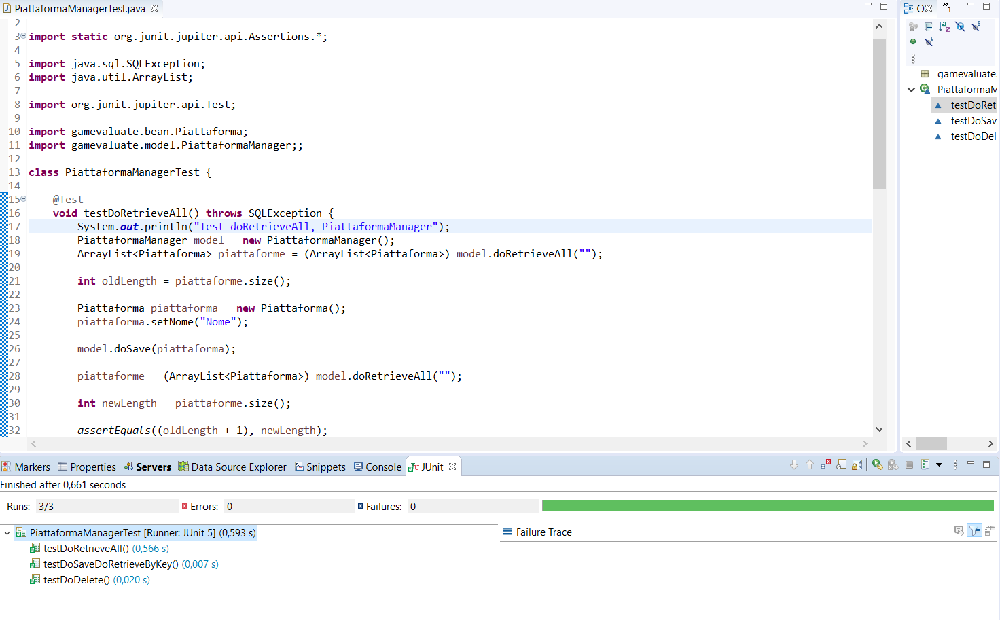 PiattaformaManagerTest.java
2
3 import static org.junit.jupiter.api.Assertions.*;
4
5 import java.sql.SQLException;
6 import java.util.ArrayList;
7
8 import org.junit.jupiter.api.Test;
9
10 import gamevaluate.bean.Piattaforma;
11 import gamevaluate.model.PiattaformaManager;;
12
13 class PiattaformaManagerTest {
14
15 @Test
16 void testDoRetrieveAll() throws SQLException {
17 System.out.println("Test doRetrieveAll, PiattaformaManager");
18 PiattaformaManager model = new PiattaformaManager();
19 ArrayList<Piattaforma> piattaforme = (ArrayList<Piattaforma>) model.doRetrieveAll("");
20
21 int oldLength = piattaforme.size();
22
23 Piattaforma piattaforma = new Piattaforma();
24 piattaforma.setNome("Nome");
25
26 model.doSave(piattaforma);
27
28 piattaforme = (ArrayList<Piattaforma>) model.doRetrieveAll("");
29
30 int newLength = piattaforme.size();
31
32 assertEquals((oldLength + 1), newLength);
O
»1
gamevaluate.
PiattaformaM
testDoRet
testDoSav
testDoDel
Markers Properties Servers Data Source Explorer Snippets Console JUnit
Finished after 0,661 seconds
Runs: 3/3 Errors: 0 Failures: 0
PiattaformaManagerTest [Runner: JUnit 5] (0,593 s)
testDoRetrieveAll() (0,566 s)
testDoSaveDoRetrieveByKey() (0,007 s)
testDoDelete() (0,020 s)
Failure Trace